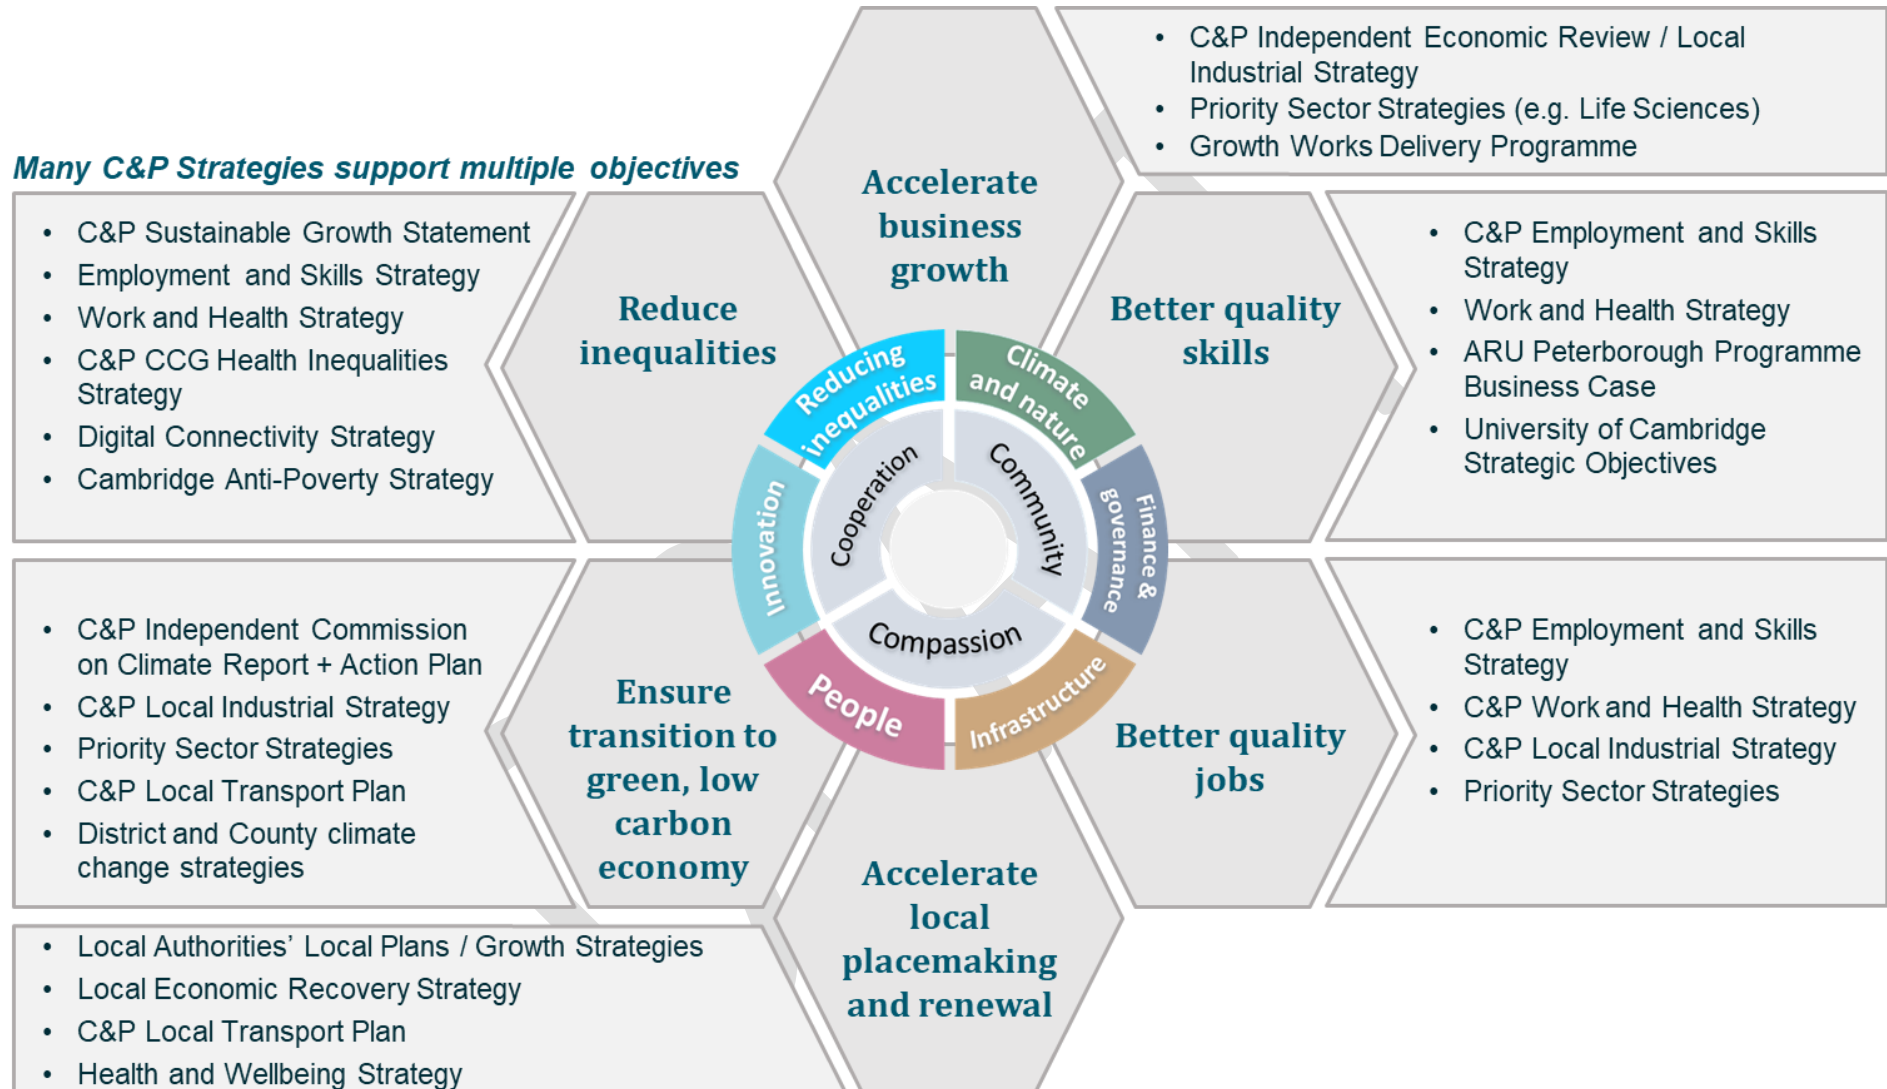 • C&P Independent Economic Review / Local
Industrial Strategy
• Priority Sector Strategies (e.g. Life Sciences)
• Growth Works Delivery Programme
Many C&P Strategies support multiple objectives
Accelerate
business
growth
• C&P Sustainable Growth Statement
• Employment and Skills Strategy
• Work and Health Strategy
• C&P CCG Health Inequalities
Strategy
• Digital Connectivity Strategy
• Cambridge Anti-Poverty Strategy
Reduce
inequalities
Better quality
skills
• C&P Employment and Skills
Strategy
• Work and Health Strategy
• ARU Peterborough Programme
Business Case
• University of Cambridge
Strategic Objectives
Reducing
inequalities
Climate
and nature
Innovation
Cooperation
Community
Finance &
governance
Compassion
People
Infrastructure
• C&P Independent Commission
on Climate Report + Action Plan
• C&P Local Industrial Strategy
• Priority Sector Strategies
• C&P Local Transport Plan
• District and County climate
change strategies
Ensure
transition to
green, low
carbon
economy
Better quality
jobs
• C&P Employment and Skills
Strategy
• C&P Work and Health Strategy
• C&P Local Industrial Strategy
• Priority Sector Strategies
Accelerate
local
placemaking
and renewal
• Local Authorities’ Local Plans / Growth Strategies
• Local Economic Recovery Strategy
• C&P Local Transport Plan
• Health and Wellbeing Strategy